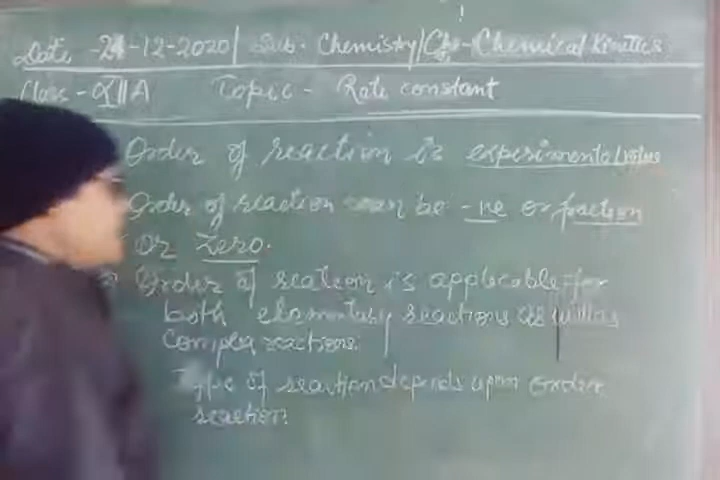 Date - 24-12-2020 | Sub. Chemistry/Ch- Chemical Kinetics
Class - XII A Topic - Rate constant
Order of reaction is experimental value
Order of reaction can be -ve or fraction
or Zero.
Order of reaction is applicable for
both elementary reactions as well as
Complex reactions.
Type of reaction depends upon order
reaction.